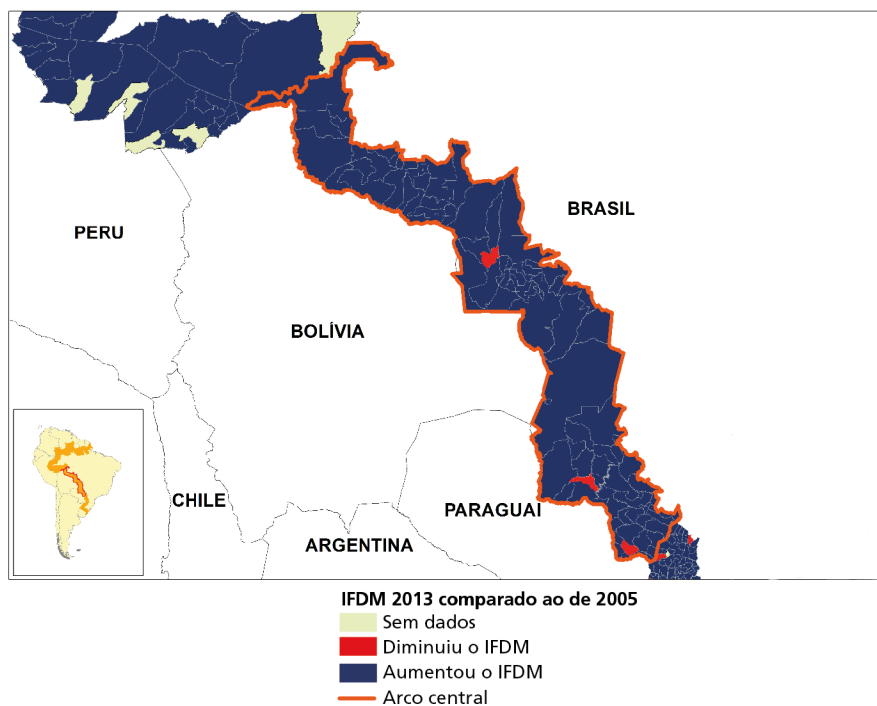 PERU
BRASIL
BOLÍVIA
CHILE
PARAGUAI
ARGENTINA
IFDM 2013 comparado ao de 2005
Sem dados
Diminuiu o IFDM
Aumentou o IFDM
Arco central